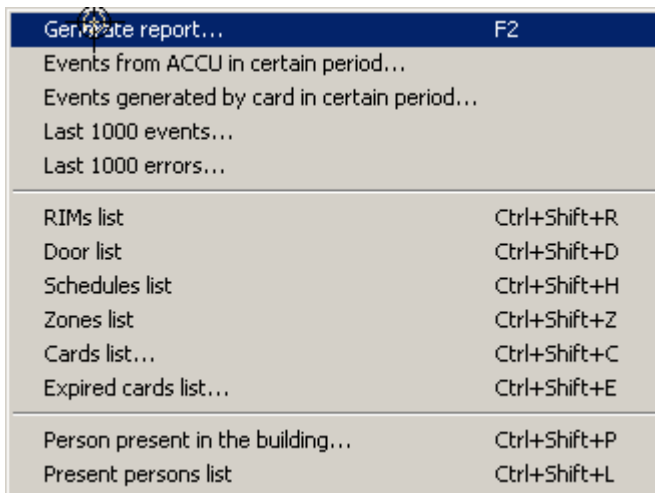 Generate report... F2
Events from ACCU in certain period...
Events generated by card in certain period...
Last 1000 events...
Last 1000 errors...
RIMs list Ctrl+Shift+R
Door list Ctrl+Shift+D
Schedules list Ctrl+Shift+H
Zones list Ctrl+Shift+Z
Cards list... Ctrl+Shift+C
Expired cards list... Ctrl+Shift+E
Person present in the building... Ctrl+Shift+P
Present persons list Ctrl+Shift+L